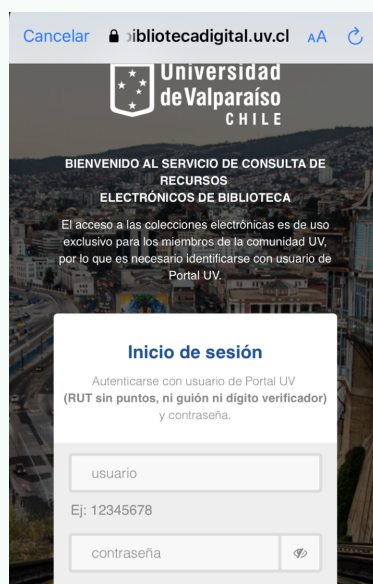 Cancelar bibliotecadigital.uv.cl AA
Universidad
de Valparaíso
CHILE
BIENVENIDO AL SERVICIO DE CONSULTA DE
RECURSOS
ELECTRÓNICOS DE BIBLIOTECA
El acceso a las colecciones electrónicas es de uso
exclusivo para los miembros de la comunidad UV,
por lo que es necesario identificarse con usuario de
Portal UV.
Inicio de sesión
Autenticarse con usuario de Portal UV
(RUT sin puntos, ni guión ni dígito verificador)
y contraseña.
usuario
Ej: 12345678
contraseña